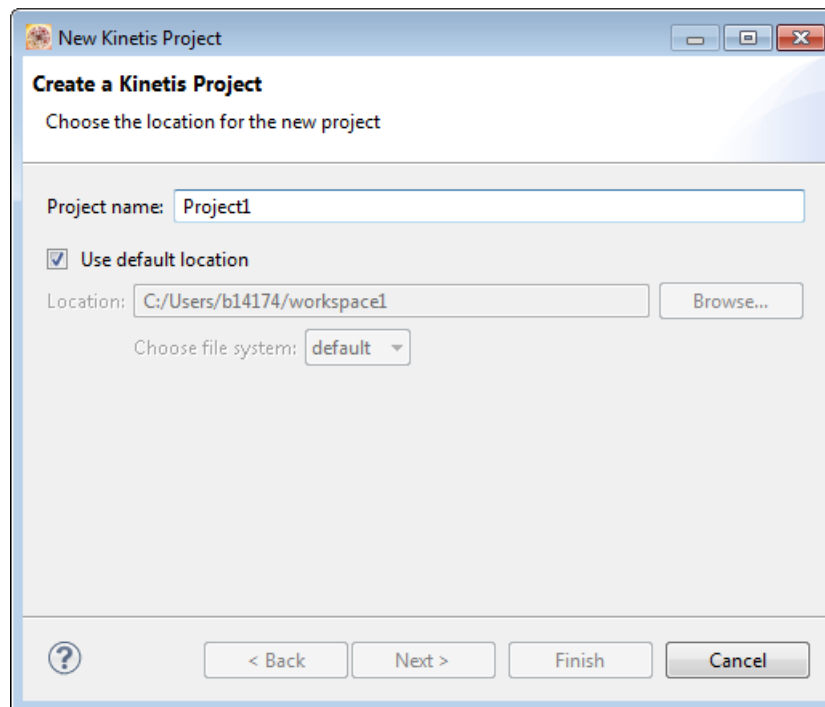 New Kinetis Project
Create a Kinetis Project
Choose the location for the new project
Project name: Project1
Use default location
Location: C:/Users/b14174/workspace1 Browse...
Choose file system: default
? < Back Next > Finish Cancel